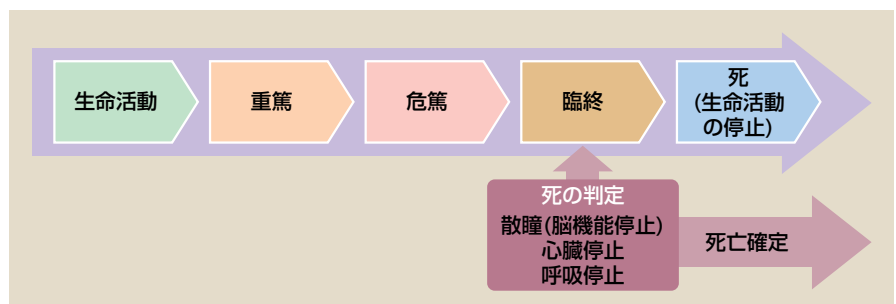 生命活動
重篤
危篤
臨終
死
(生命活動
の停止)
死の判定
散瞳(脳機能停止)
心臓停止
呼吸停止
死亡確定